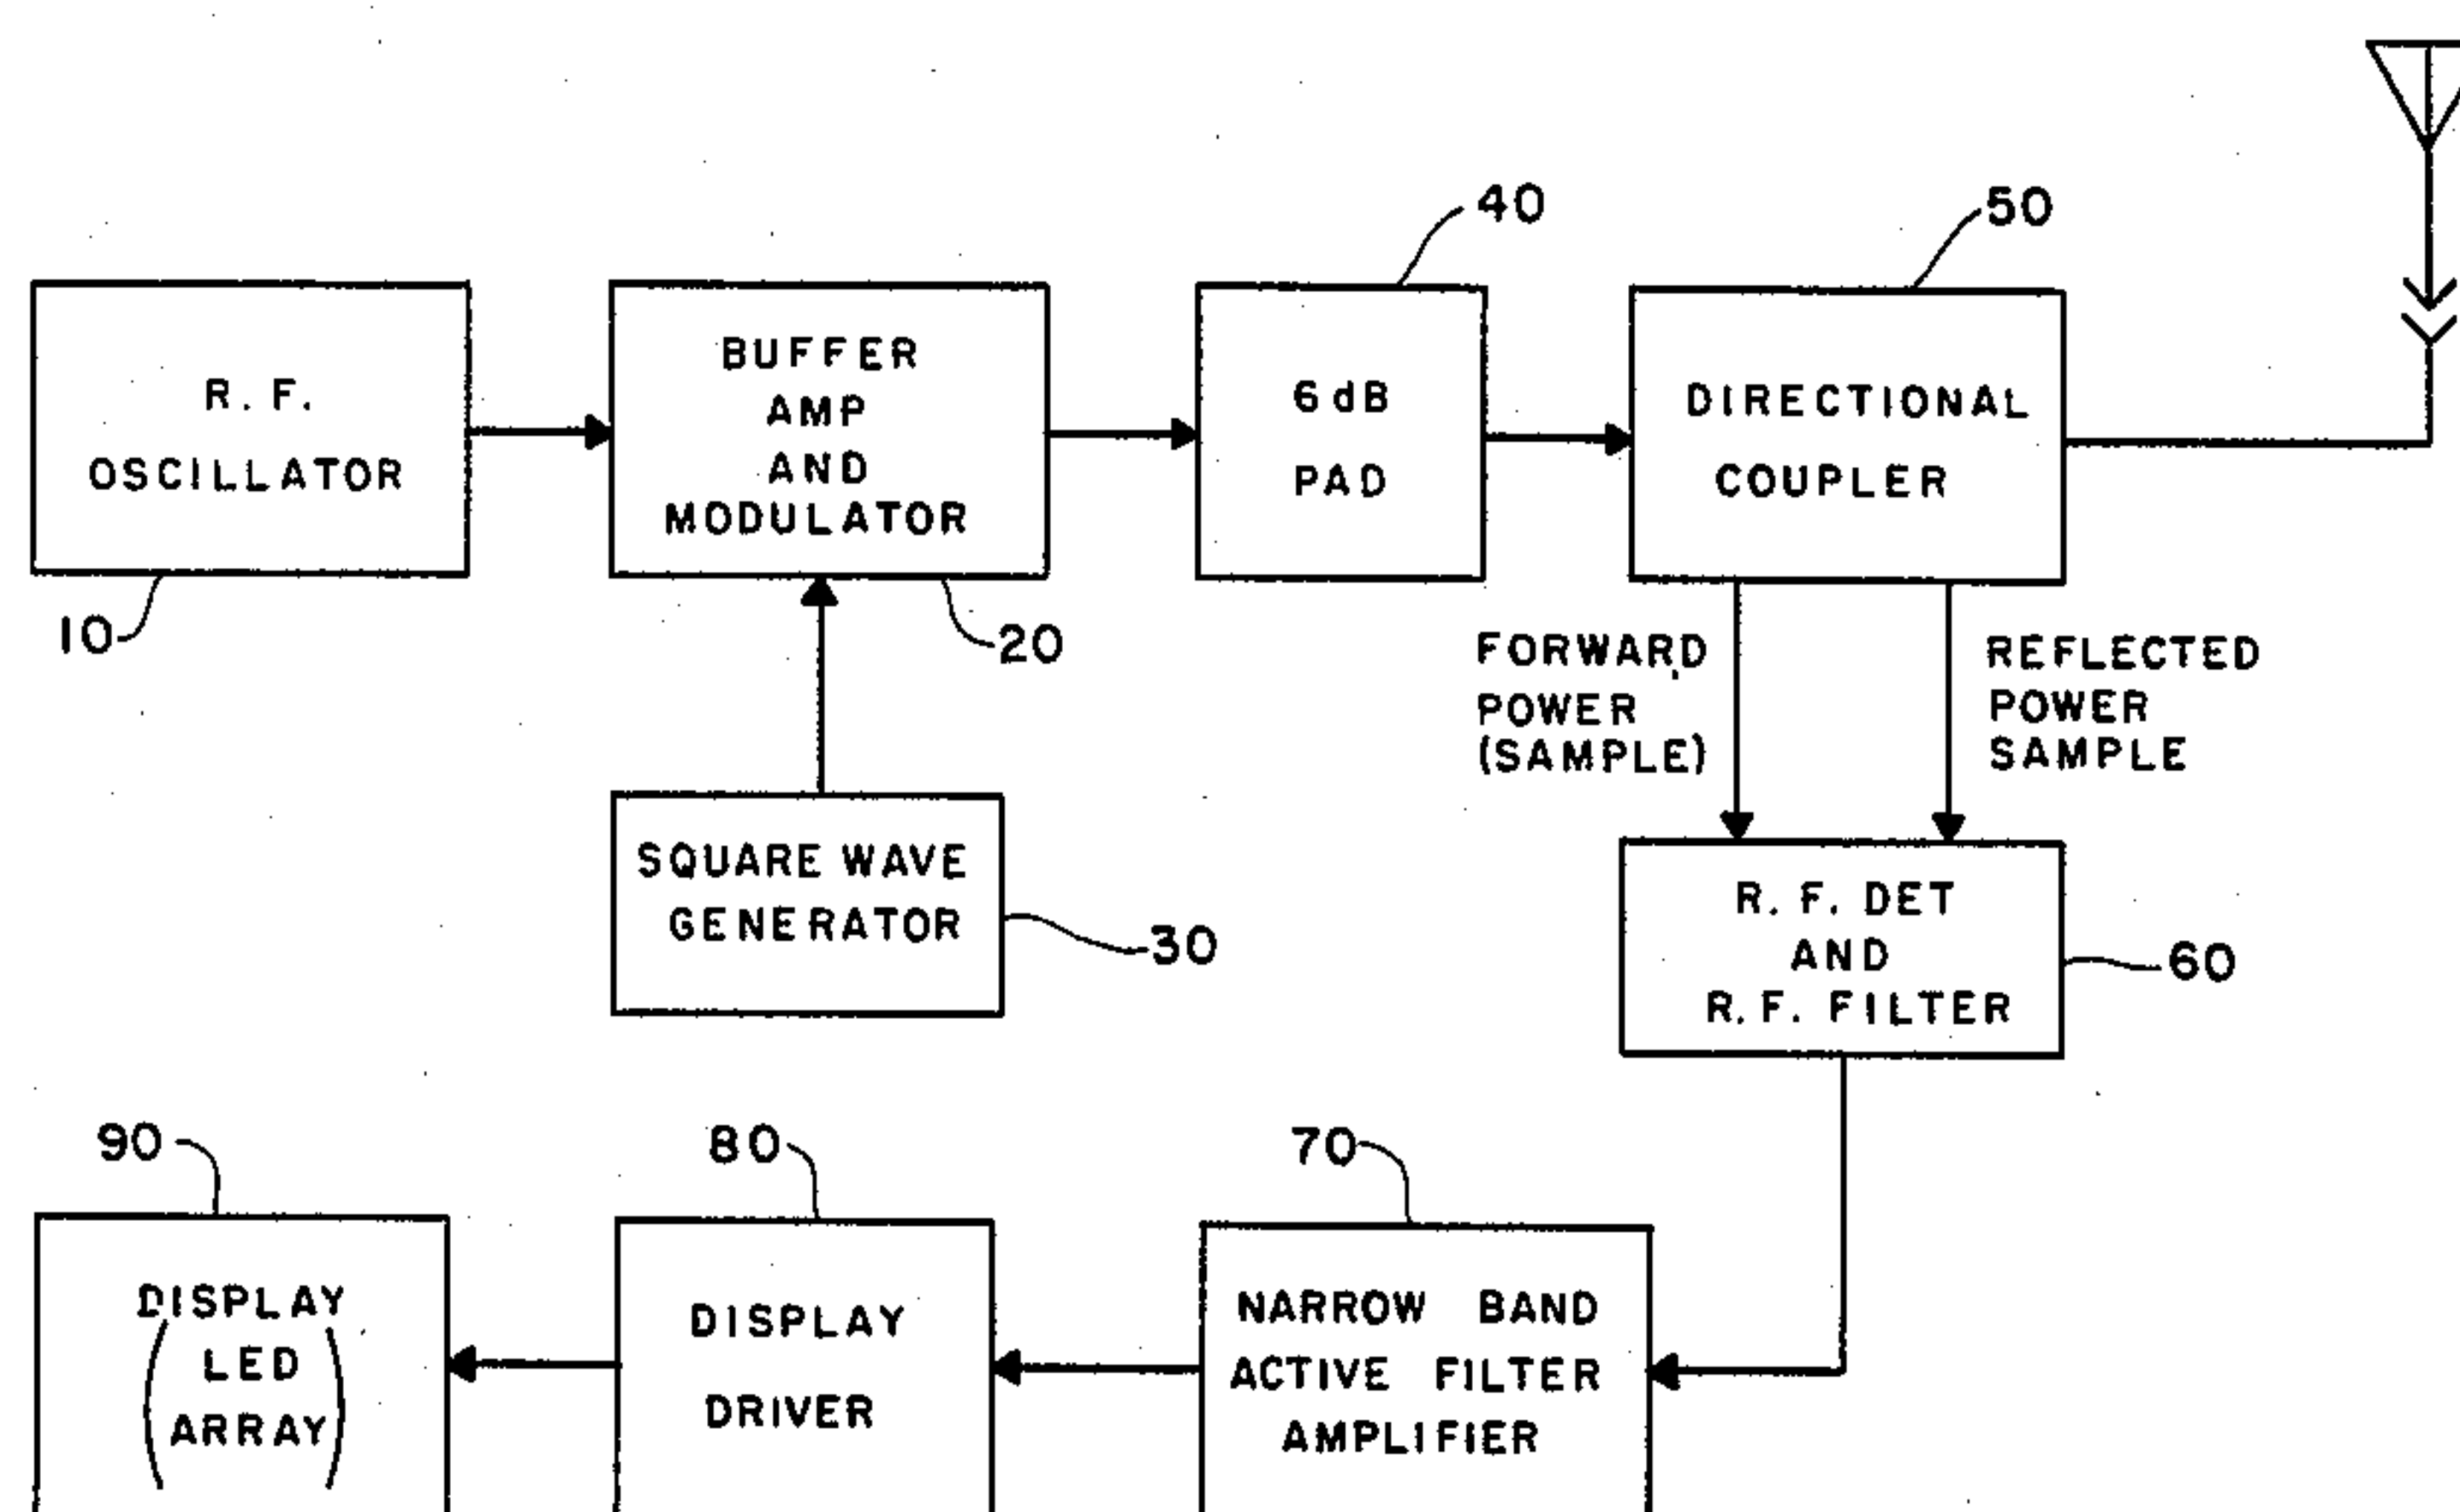 40
50
R. F.
OSCILLATOR
BUFFER
AMP
AND
MODULATOR
6 dB
PAD
DIRECTIONAL
COUPLER
10
20
FORWARD
POWER
(SAMPLE)
REFLECTED
POWER
SAMPLE
SQUARE WAVE
GENERATOR
30
R. F. DET
AND
R. F. FILTER
60
90
80
70
DISPLAY
(LED
ARRAY)
DISPLAY
DRIVER
NARROW BAND
ACTIVE FILTER
AMPLIFIER